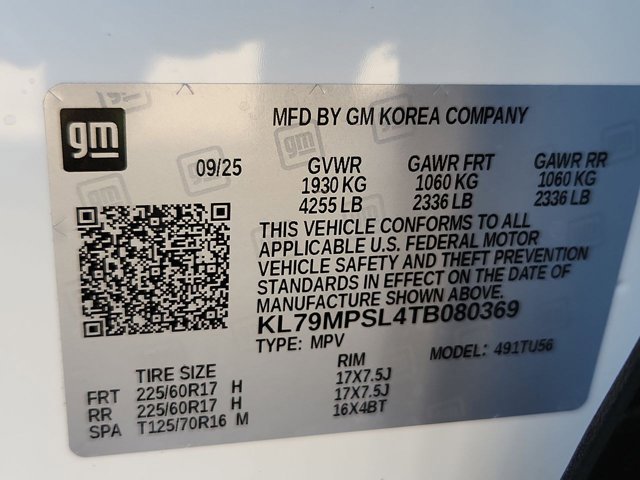 gm
MFD BY GM KOREA COMPANY
09/25
GVWR GAWR FRT GAWR RR
1930 KG 1060 KG 1060 KG
4255 LB 2336 LB 2336 LB
THIS VEHICLE CONFORMS TO ALL
APPLICABLE U.S. FEDERAL MOTOR
VEHICLE SAFETY AND THEFT PREVENTION
STANDARDS IN EFFECT ON THE DATE OF
MANUFACTURE SHOWN ABOVE.
KL79MPSL4TB080369
TYPE: MPV MODEL: 491TU56
TIRE SIZE RIM
FRT 225/60R17 H 17X7.5J
RR 225/60R17 H 17X7.5J
SPA T125/70R16 M 16X4BT